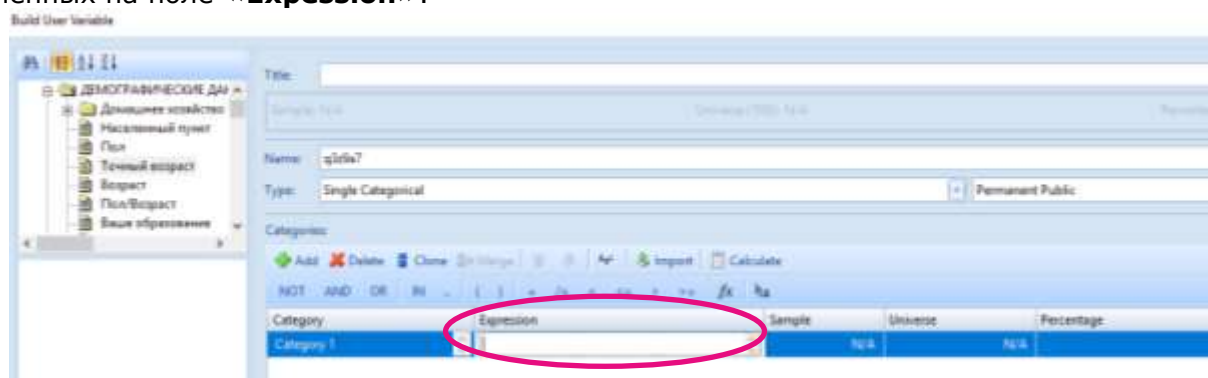 менных на поле «Expession».
Build User Variable
ДЕМОГРАФИЧЕСКИЕ ДАН
Домашнее хозяйство
Населенный пункт
Пол
Точный возраст
Возраст
Пол/Возраст
Ваше образование
Title:
Sample: N/A
N/A
Name:
Type: Single Categorical Permanent Public
Categories:
Add Delete Clone Merge Import Calculate
NOT AND OR IN fx
Category Expression Sample Universe Percentage
Category 1 N/A N/A